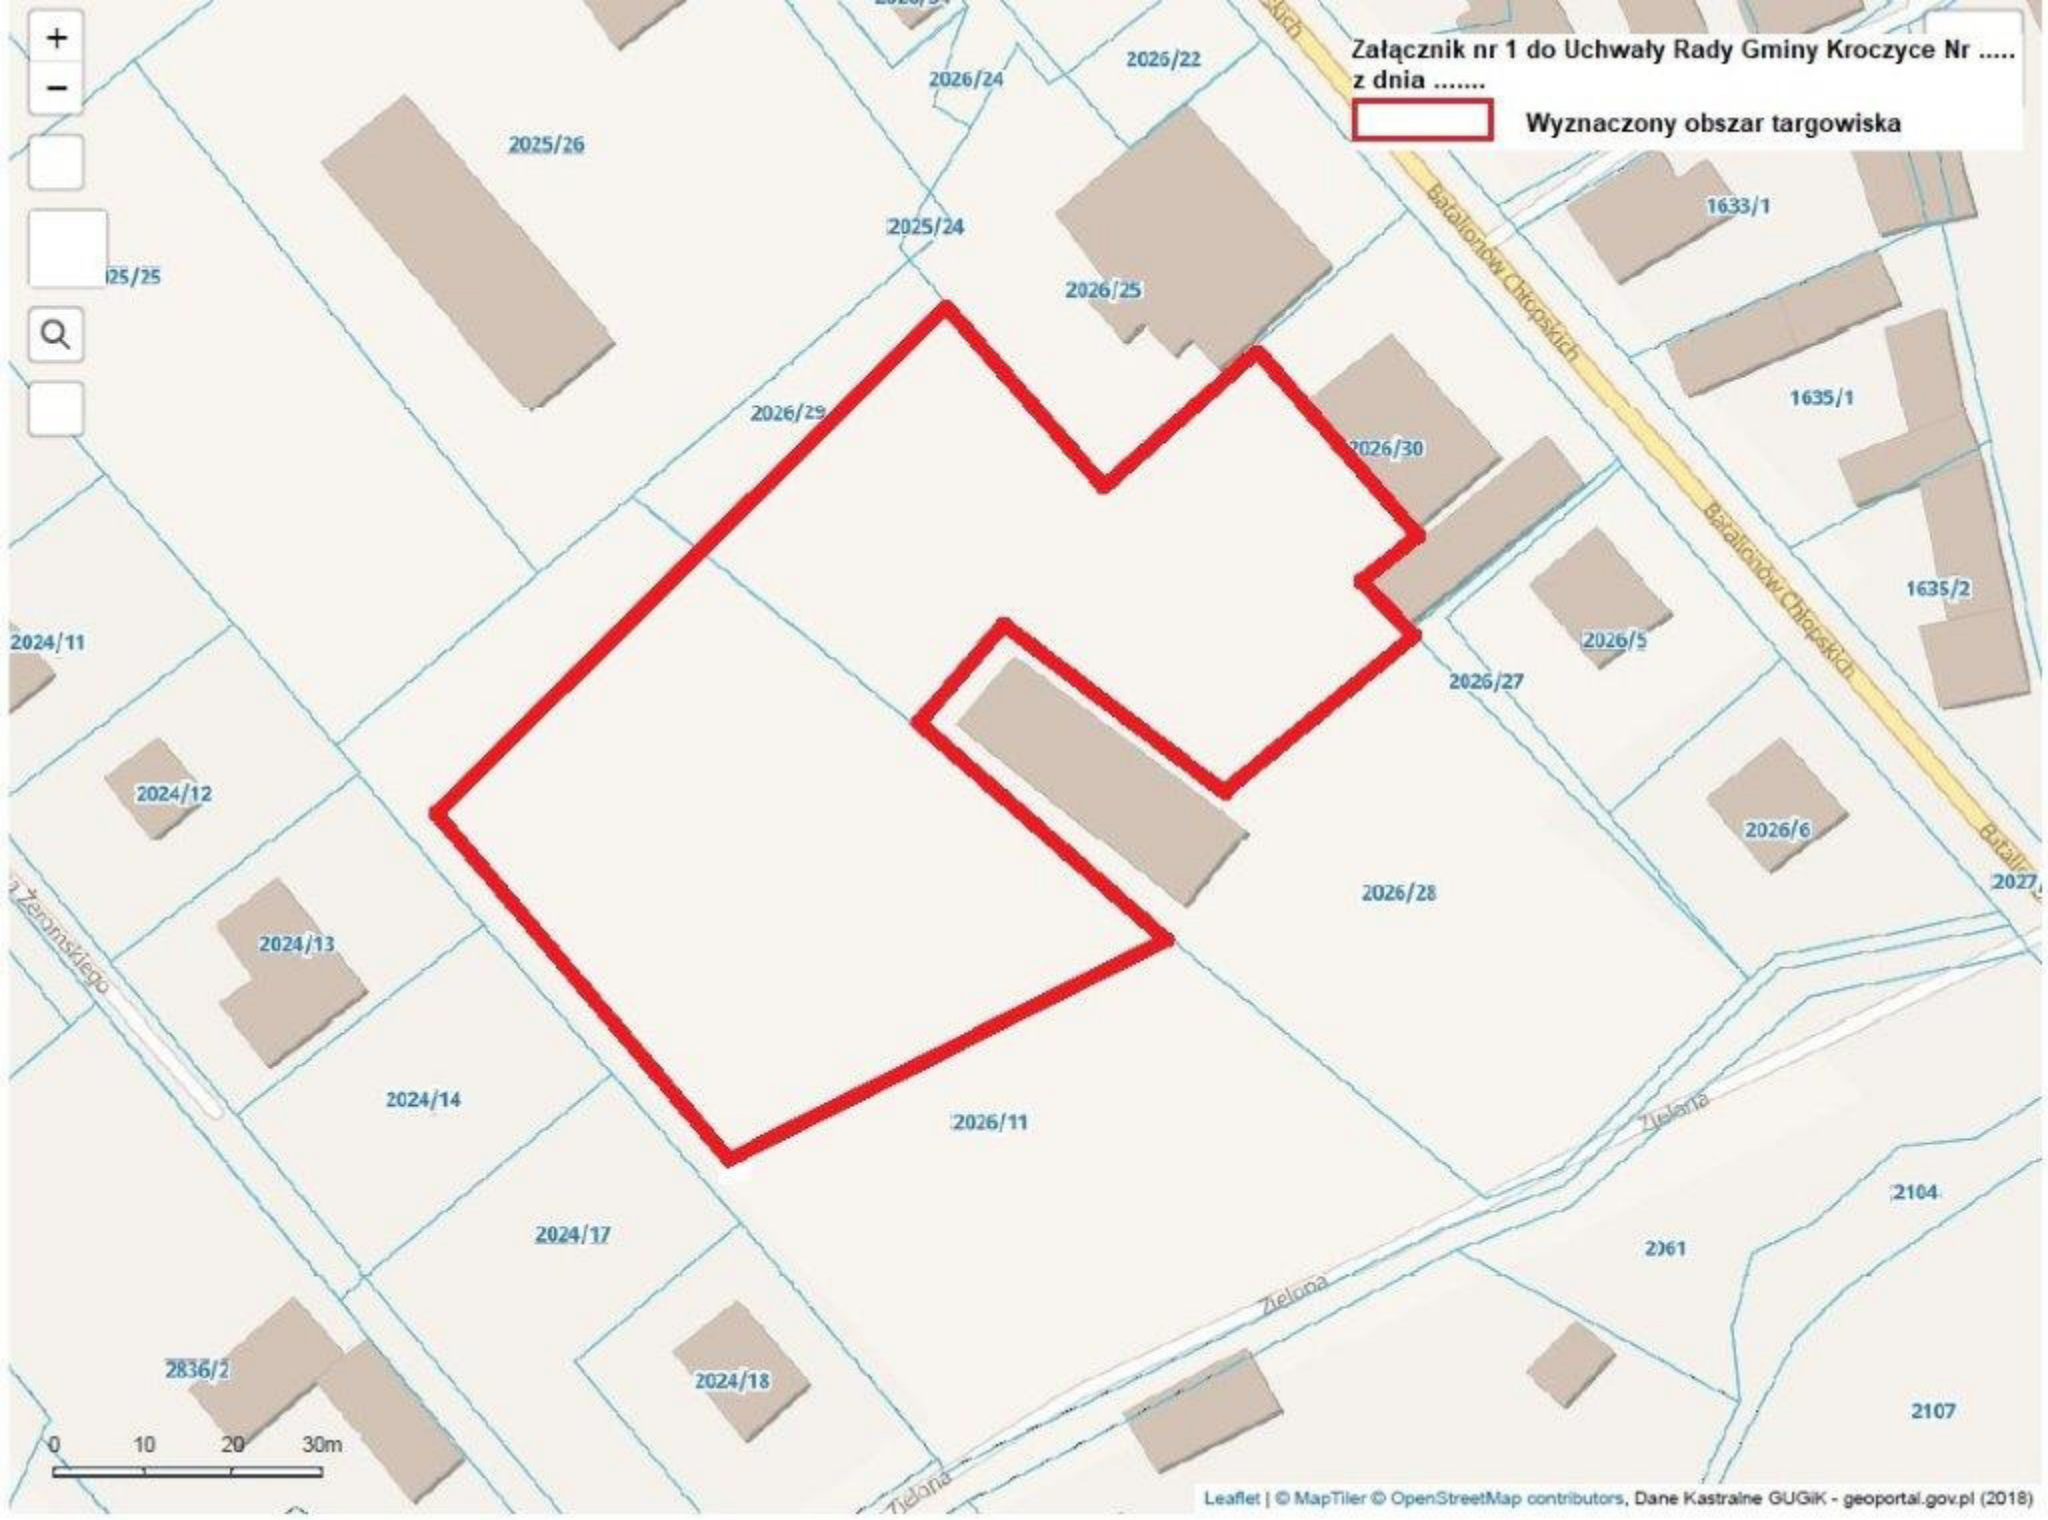 +
Załącznik nr 1 do Uchwały Rady Gminy Kroczyce Nr .....
z dnia .......
Wyznaczony obszar targowiska
−
2026/22
2026/24
2025/26
2025/24
1633/1
25/25
2026/25
Batalionów Chłopskich
1635/1
2026/29
2026/30
Batalionów Chłopskich
1635/2
2024/11
2026/5
2026/27
2024/12
2026/6
2027
2026/28
2024/13
Żeromskiego
2024/14
2026/11
Zielona
2104
2024/17
2061
Zielona
2836/2
2024/18
2107
0 10 20 30m
Zielona
Leaflet | © MapTiler © OpenStreetMap contributors, Dane Kastralne GUGiK - geoportal.gov.pl (2018)